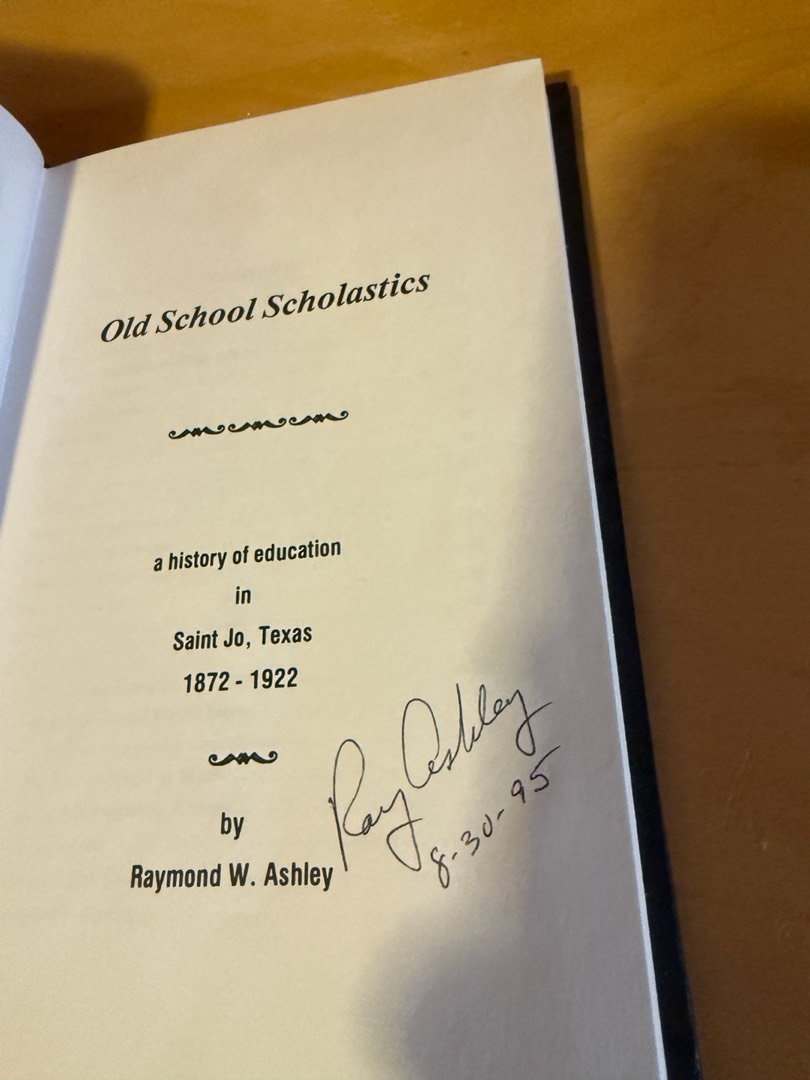 Old School Scholastics
a history of education
in
Saint Jo, Texas
1872 - 1922
by
Raymond W. Ashley
Ray Ashley
8-30-95